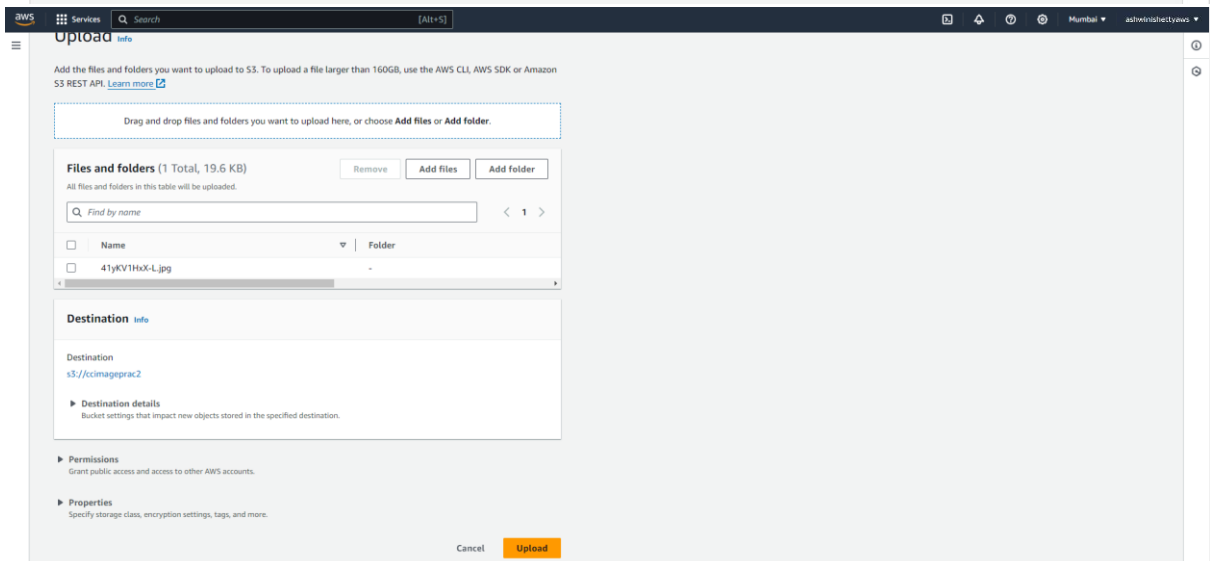 aws Services Search [Alt+S] Mumbai ashwinishettyaws
Upload Info
Add the files and folders you want to upload to S3. To upload a file larger than 160GB, use the AWS CLI, AWS SDK or Amazon
S3 REST API. Learn more
Drag and drop files and folders you want to upload here, or choose Add files or Add folder.
Files and folders (1 Total, 19.6 KB) Remove Add files Add folder
All files and folders in this table will be uploaded.
Find by name 1
Name Folder
41yKV1HxX-L.jpg -
Destination Info
Destination
s3://ccimageprac2
Destination details
Bucket settings that impact new objects stored in the specified destination.
Permissions
Grant public access and access to other AWS accounts.
Properties
Specify storage class, encryption settings, tags, and more.
Cancel Upload